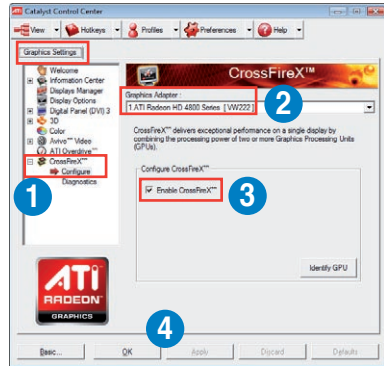 Catalyst Control Center
View Hotkeys Profiles Preferences Help
Graphics Settings
Welcome
Information Center
Displays Manager
Display Options
Digital Panel (DVI) 3
3D
Color
Avivo™ Video
ATI Overdrive™
CrossFireX™
Configure
Diagnostics
1
ATI
RADEON
GRAPHICS
CrossFireX™
Graphics Adapter :
1.ATI Radeon HD 4800 Series [ VW222 ]
2
CrossFireX™ delivers exceptional performance on a single display by
combining the processing power of two or more Graphics Processing Units
(GPUs).
Configure CrossFireX™
Enable CrossFireX™
3
Identify GPU
4
Basic... OK Apply Discard Defaults